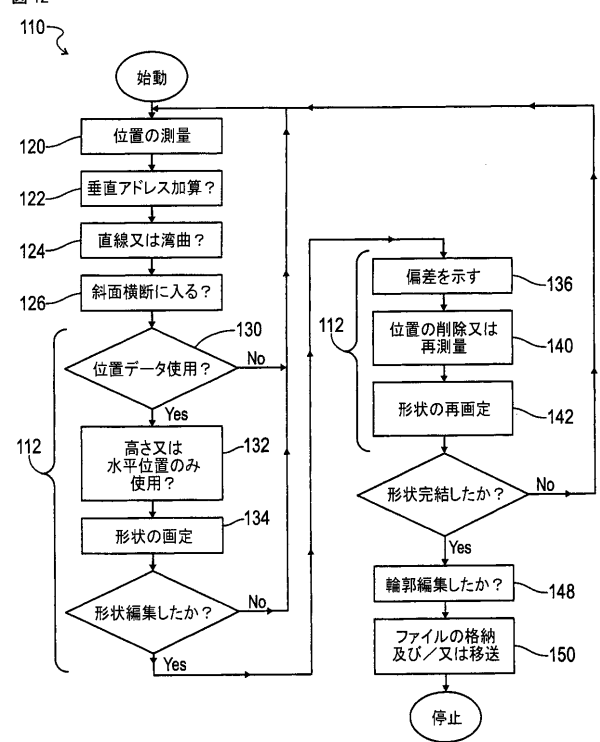 図 12
110
始動
120
位置の測量
122
垂直アドレス加算？
124
直線又は湾曲？
126
斜面横断に入る？
130
位置データ使用？
No
Yes
112
高さ又は
水平位置のみ
使用？
132
134
形状の画定
形状編集したか？
No
Yes
112
偏差を示す
136
位置の削除又は
再測量
140
形状の再画定
142
形状完結したか？
No
Yes
輪郭編集したか？
148
ファイルの格納
及び／又は移送
150
停止